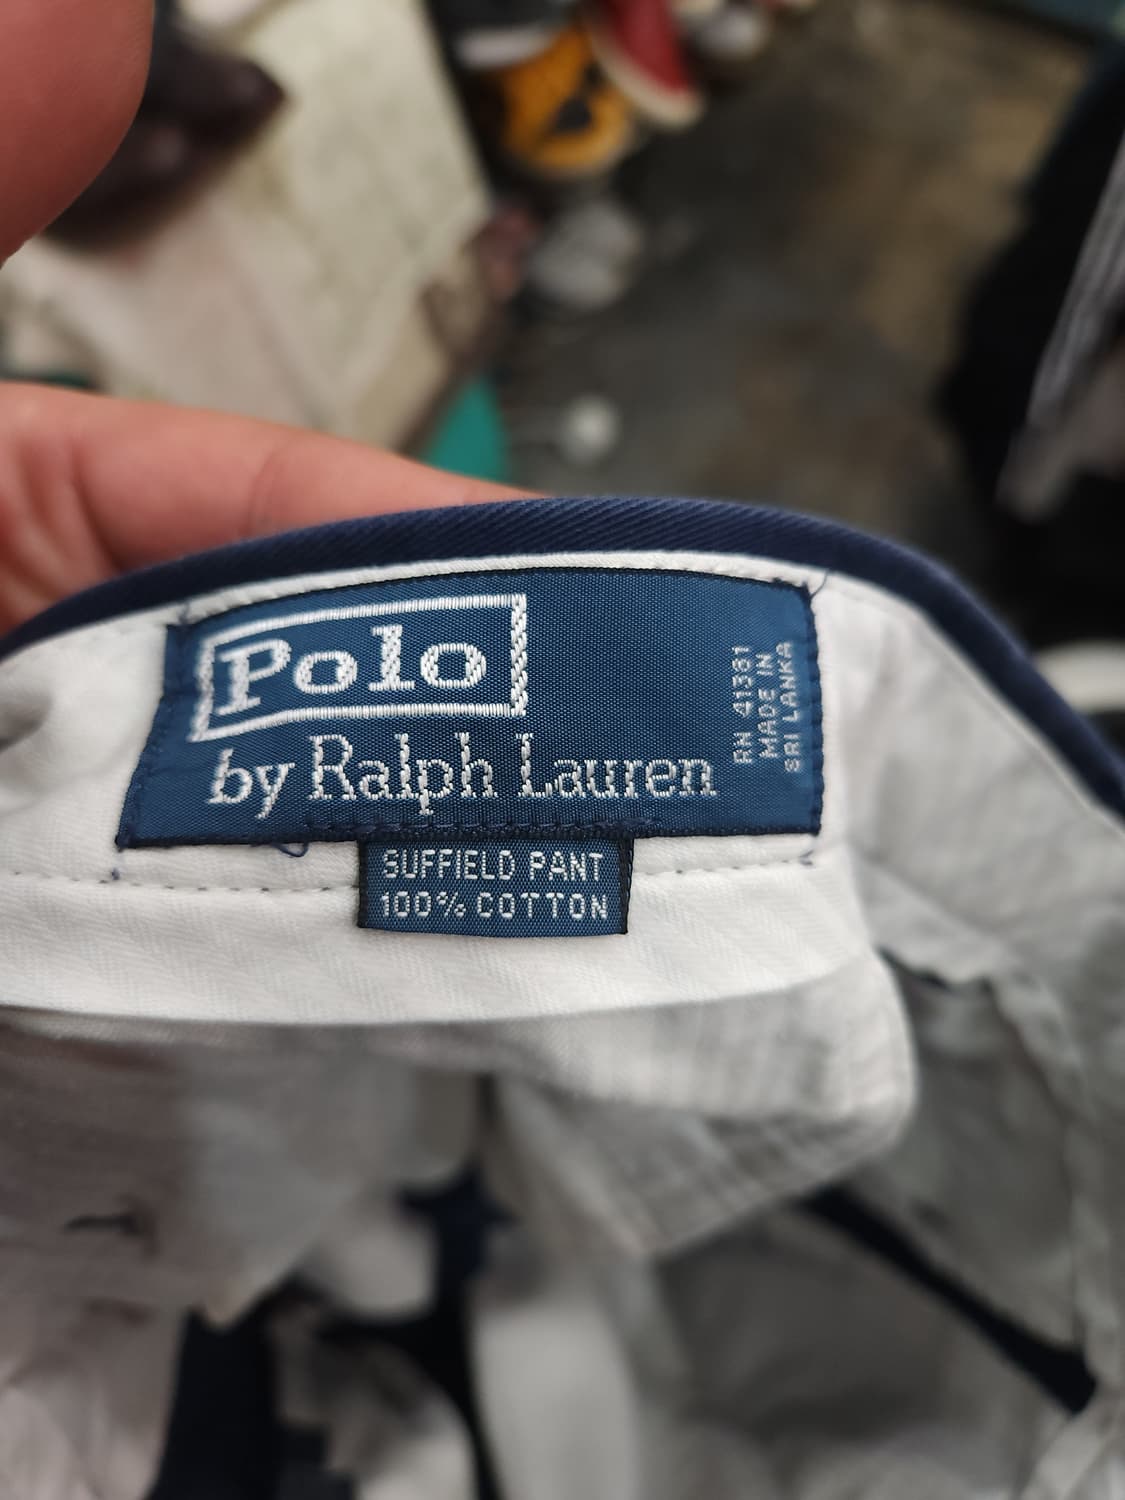 Polo
by Ralph Lauren
RN 41381
MADE IN
SRI LANKA
SUFFIELD PANT
100% COTTON